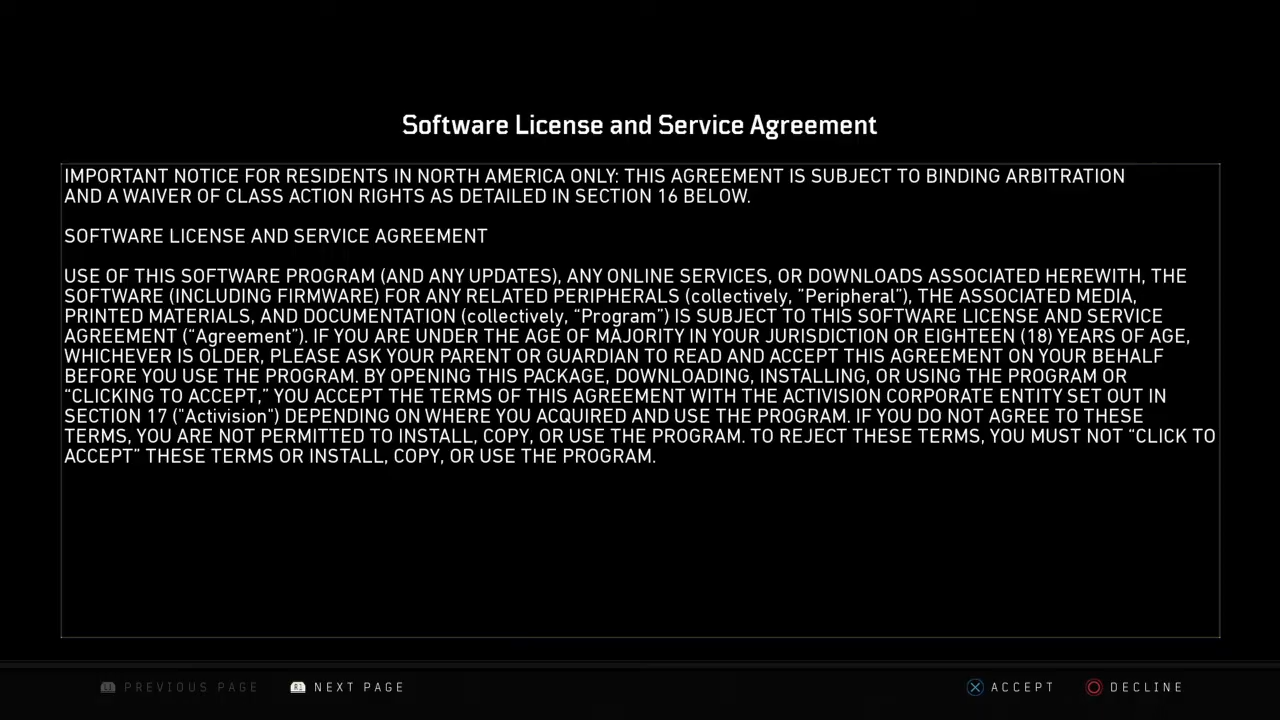 Software License and Service Agreement
IMPORTANT NOTICE FOR RESIDENTS IN NORTH AMERICA ONLY: THIS AGREEMENT IS SUBJECT TO BINDING ARBITRATION
AND A WAIVER OF CLASS ACTION RIGHTS AS DETAILED IN SECTION 16 BELOW.
SOFTWARE LICENSE AND SERVICE AGREEMENT
USE OF THIS SOFTWARE PROGRAM (AND ANY UPDATES), ANY ONLINE SERVICES, OR DOWNLOADS ASSOCIATED HEREWITH, THE
SOFTWARE (INCLUDING FIRMWARE) FOR ANY RELATED PERIPHERALS (collectively, "Peripheral"), THE ASSOCIATED MEDIA,
PRINTED MATERIALS, AND DOCUMENTATION (collectively, “Program”) IS SUBJECT TO THIS SOFTWARE LICENSE AND SERVICE
AGREEMENT (“Agreement”). IF YOU ARE UNDER THE AGE OF MAJORITY IN YOUR JURISDICTION OR EIGHTEEN (18) YEARS OF AGE,
WHICHEVER IS OLDER, PLEASE ASK YOUR PARENT OR GUARDIAN TO READ AND ACCEPT THIS AGREEMENT ON YOUR BEHALF
BEFORE YOU USE THE PROGRAM. BY OPENING THIS PACKAGE, DOWNLOADING, INSTALLING, OR USING THE PROGRAM OR
“CLICKING TO ACCEPT,” YOU ACCEPT THE TERMS OF THIS AGREEMENT WITH THE ACTIVISION CORPORATE ENTITY SET OUT IN
SECTION 17 ("Activision") DEPENDING ON WHERE YOU ACQUIRED AND USE THE PROGRAM. IF YOU DO NOT AGREE TO THESE
TERMS, YOU ARE NOT PERMITTED TO INSTALL, COPY, OR USE THE PROGRAM. TO REJECT THESE TERMS, YOU MUST NOT “CLICK TO
ACCEPT” THESE TERMS OR INSTALL, COPY, OR USE THE PROGRAM.
L1 PREVIOUS PAGE R1 NEXT PAGE ACCEPT DECLINE